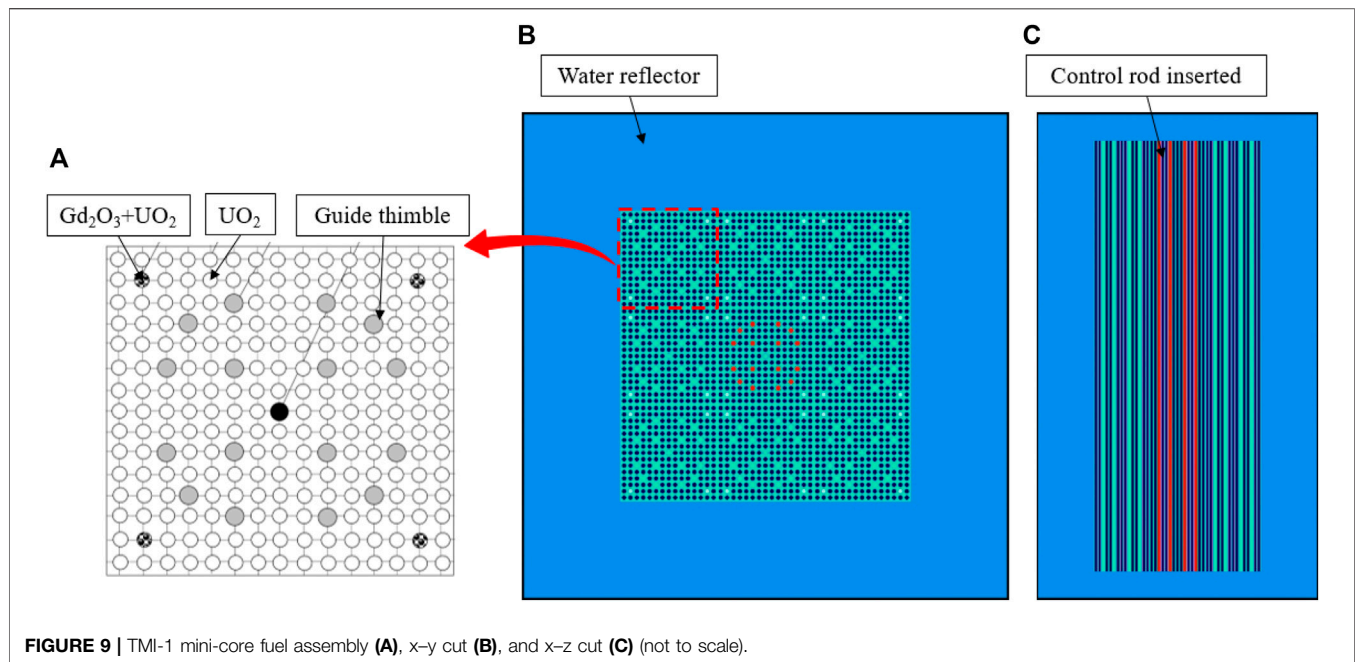 B
C
Water reflector
Control rod inserted
A
Gd₂O₃+UO₂
UO₂
Guide thimble
FIGURE 9 | TMI-1 mini-core fuel assembly (A), x–y cut (B), and x–z cut (C) (not to scale).